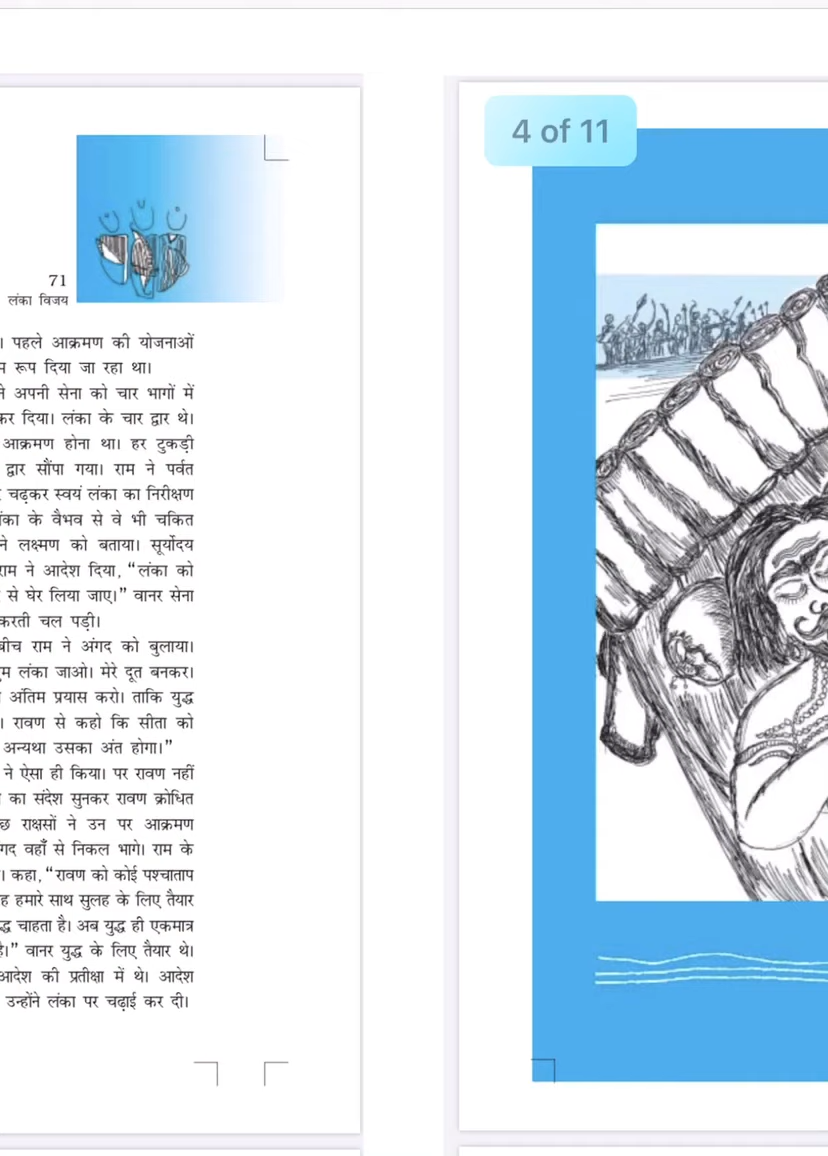 4 of 11
71
लंका विजय
। पहले आक्रमण की योजनाओं
रूप दिया जा रहा था।
ने अपनी सेना को चार भागों में
कर दिया। लंका के चार द्वार थे।
आक्रमण होना था। हर टुकड़ी
द्वार सौंपा गया। राम ने पर्वत
चढ़कर स्वयं लंका का निरीक्षण
के वैभव से वे भी चकित
ने लक्ष्मण को बताया। सूर्योदय
राम ने आदेश दिया, “लंका को
से घेर लिया जाए।” वानर सेना
करती चल पड़ी।
बीच राम ने अंगद को बुलाया।
लंका जाओ। मेरे दूत बनकर।
अंतिम प्रयास करो। ताकि युद्ध
। रावण से कहो कि सीता को
अन्यथा उसका अंत होगा।”
ने ऐसा ही किया। पर रावण नहीं
का संदेश सुनकर रावण क्रोधित
राक्षसों ने उन पर आक्रमण
वहाँ से निकल भागे। राम के
। कहा, “रावण को कोई पश्चाताप
हमारे साथ सुलह के लिए तैयार
चाहता है। अब युद्ध ही एकमात्र
है।” वानर युद्ध के लिए तैयार थे।
आदेश की प्रतीक्षा में थे। आदेश
उन्होंने लंका पर चढ़ाई कर दी।